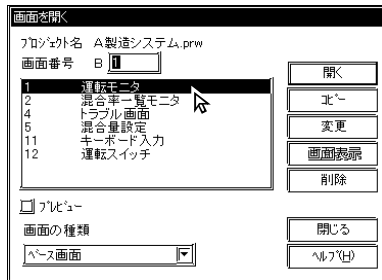 画面を開く
プロジェクト名 A製造システム.prw
画面番号 B 1
1 運転モニタ
2 混合率一覧モニタ
4 トラブル画面
5 混合量設定
11 キーボード入力
12 運転スイッチ
開く
コピー
変更
画面表示
削除
プレビュー
画面の種類
ベース画面
閉じる
ヘルプ(H)